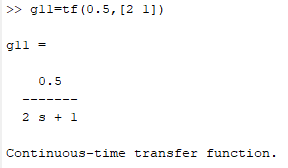 >> g11=tf(0.5,[2 1])
g11 =
0.5
-------
2 s + 1
Continuous-time transfer function.